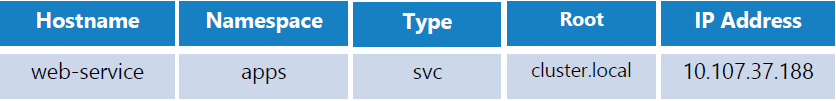 Hostname Namespace Type Root IP Address
web-service apps svc cluster.local 10.107.37.188